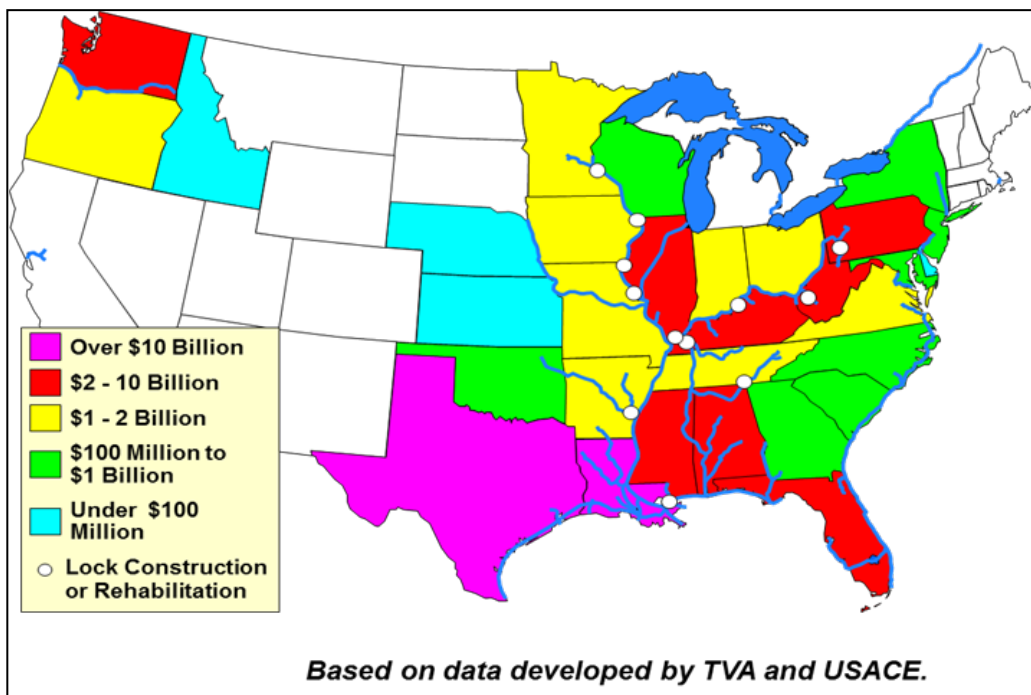 Over $10 Billion
$2 - 10 Billion
$1 - 2 Billion
$100 Million to
$1 Billion
Under $100
Million
Lock Construction
or Rehabilitation
Based on data developed by TVA and USACE.